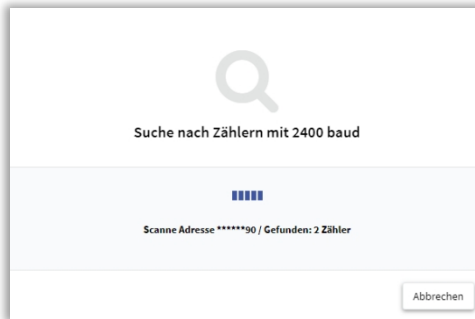 Suche nach Zählern mit 2400 baud
Scanne Adresse ******90 / Gefunden: 2 Zähler
Abbrechen